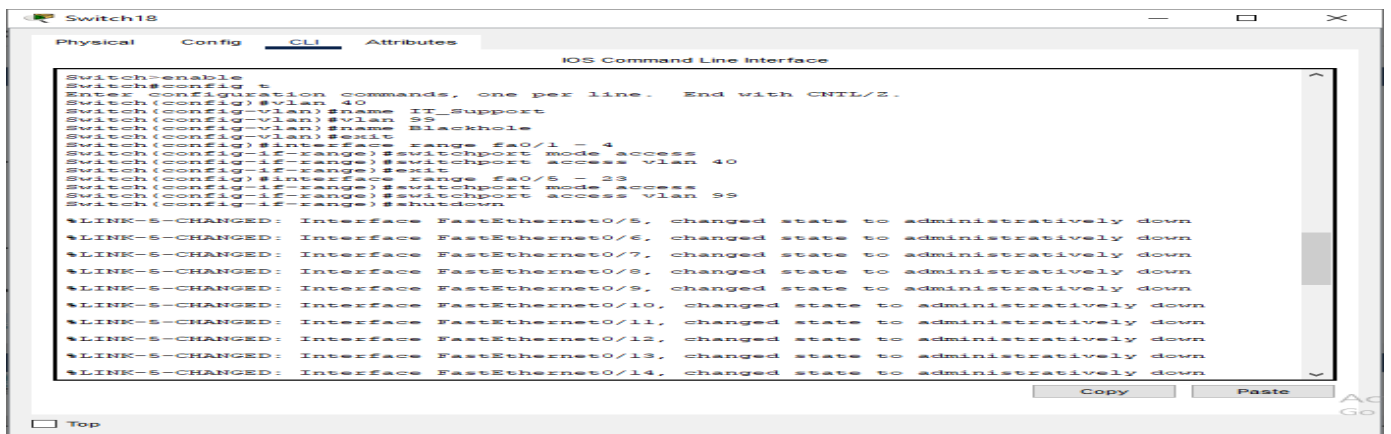 Switch18
Physical Config CLI Attributes
IOS Command Line Interface
Switch>enable
Switch#config t
Enter configuration commands, one per line. End with CNTL/Z.
Switch(config)#vlan 40
Switch(config-vlan)#name IT_Support
Switch(config-vlan)#vlan 99
Switch(config-vlan)#name Blackhole
Switch(config-vlan)#exit
Switch(config)#interface range fa0/1 - 4
Switch(config-if-range)#switchport mode access
Switch(config-if-range)#switchport access vlan 40
Switch(config-if-range)#exit
Switch(config)#interface range fa0/5 - 23
Switch(config-if-range)#switchport mode access
Switch(config-if-range)#switchport access vlan 99
Switch(config-if-range)#shutdown
%LINK-5-CHANGED: Interface FastEthernet0/5, changed state to administratively down
%LINK-5-CHANGED: Interface FastEthernet0/6, changed state to administratively down
%LINK-5-CHANGED: Interface FastEthernet0/7, changed state to administratively down
%LINK-5-CHANGED: Interface FastEthernet0/8, changed state to administratively down
%LINK-5-CHANGED: Interface FastEthernet0/9, changed state to administratively down
%LINK-5-CHANGED: Interface FastEthernet0/10, changed state to administratively down
%LINK-5-CHANGED: Interface FastEthernet0/11, changed state to administratively down
%LINK-5-CHANGED: Interface FastEthernet0/12, changed state to administratively down
%LINK-5-CHANGED: Interface FastEthernet0/13, changed state to administratively down
%LINK-5-CHANGED: Interface FastEthernet0/14, changed state to administratively down
Copy Paste
Ac
Go
Top